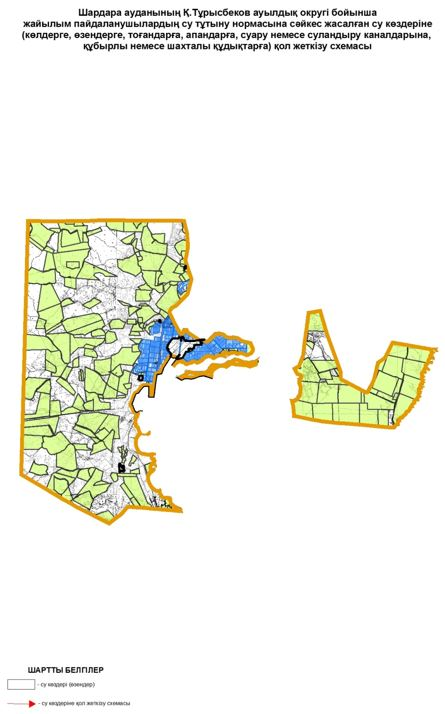 Шардара ауданының Қ.Тұрысбеков ауылдық округі бойынша
жайылым пайдаланушылардың су тұтыну нормасына сәйкес жасалған су көздеріне
(көлдерге, өзендерге, тоғандарға, апандарға, суару немесе суландыру каналдарына,
құбырлы немесе шахталы құдықтарға) қол жеткізу схемасы
ШАРТТЫ БЕЛГІЛЕР
- су көздері (өзендер)
- су көздеріне қол жеткізу схемасы